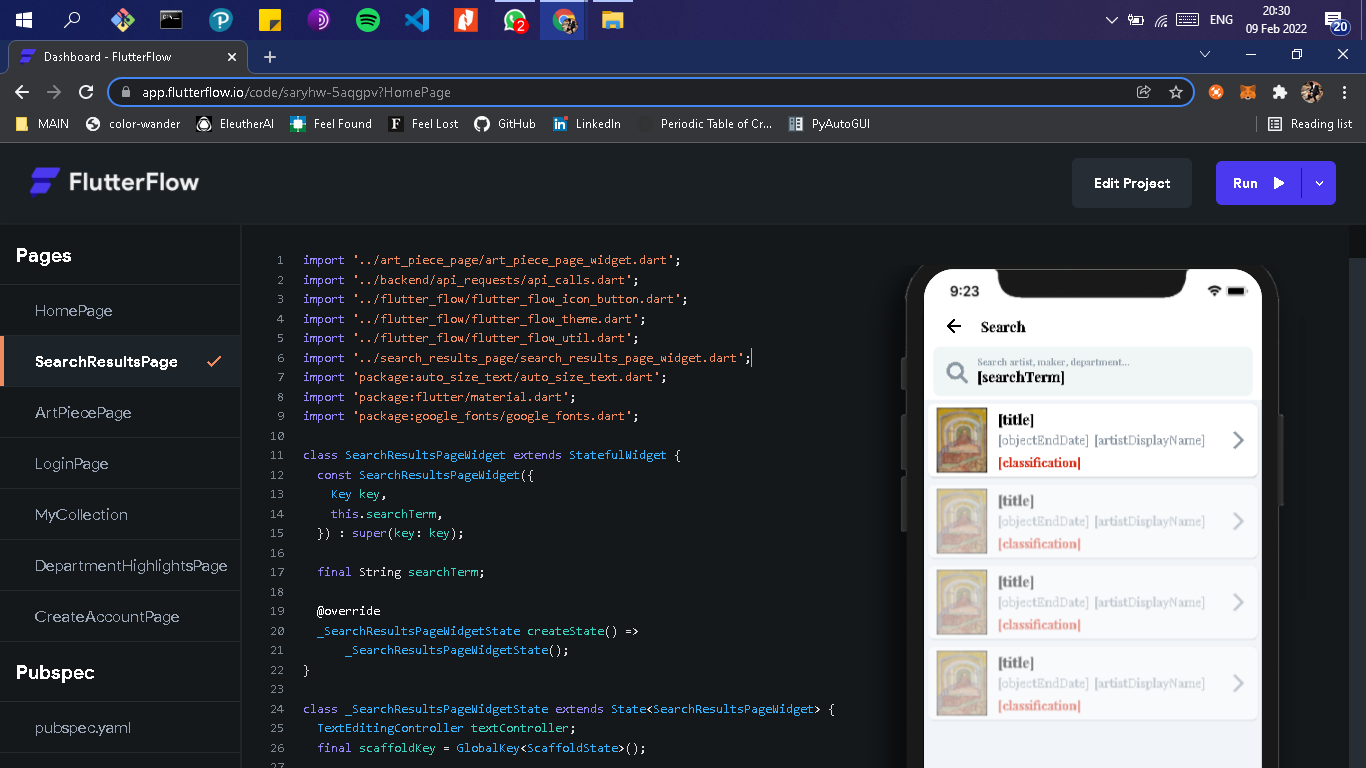 2
ENG
20:30
09 Feb 2022
20
Dashboard - FlutterFlow
app.flutterflow.io/code/saryhw-5aqgpv?HomePage
MAIN
color-wander
EleutherAI
Feel Found
F
Feel Lost
GitHub
in
LinkedIn
Periodic Table of Cr...
PyAutoGUI
Reading list
FlutterFlow
Edit Project
Run
Pages
HomePage
SearchResultsPage
ArtPiecePage
LoginPage
MyCollection
DepartmentHighlightsPage
CreateAccountPage
Pubspec
pubspec.yaml
1 import '../art_piece_page/art_piece_page_widget.dart';
2 import '../backend/api_requests/api_calls.dart';
3 import '../flutter_flow/flutter_flow_icon_button.dart';
4 import '../flutter_flow/flutter_flow_theme.dart';
5 import '../flutter_flow/flutter_flow_util.dart';
6 import '../search_results_page/search_results_page_widget.dart';
7 import 'package:auto_size_text/auto_size_text.dart';
8 import 'package:flutter/material.dart';
9 import 'package:google_fonts/google_fonts.dart';
10
11 class SearchResultsPageWidget extends StatefulWidget {
12 const SearchResultsPageWidget({
13 Key key,
14 this.searchTerm,
15 }) : super(key: key);
16
17 final String searchTerm;
18
19 @override
20 _SearchResultsPageWidgetState createState() =>
21 _SearchResultsPageWidgetState();
22 }
23
24 class _SearchResultsPageWidgetState extends State<SearchResultsPageWidget> {
25 TextEditingController textController;
26 final scaffoldKey = GlobalKey<ScaffoldState>();
27
9:23
Search
Search artist, maker, department...
[searchTerm]
[title]
[objectEndDate] [artistDisplayName]
[classification]
[title]
[objectEndDate] [artistDisplayName]
[classification]
[title]
[objectEndDate] [artistDisplayName]
[classification]
[title]
[objectEndDate] [artistDisplayName]
[classification]